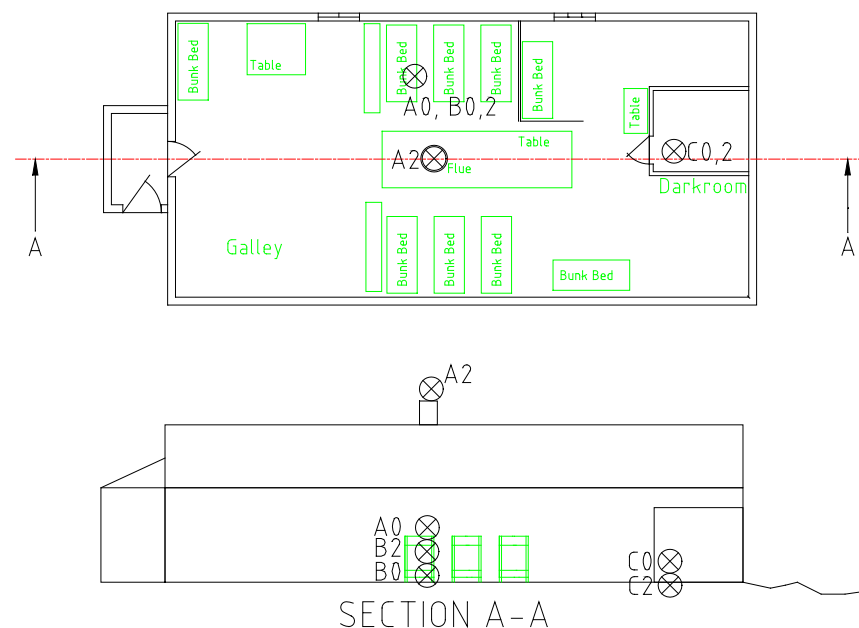 Bunk Bed
Table
Bunk Bed
Bunk Bed
Bunk Bed
Bunk Bed
Table
A0, B0,2
Table
A2
Flue
C0,2
Darkroom
A
A
Galley
Bunk Bed
Bunk Bed
Bunk Bed
Bunk Bed
A2
A0
B2
B0
C0
C2
SECTION A-A